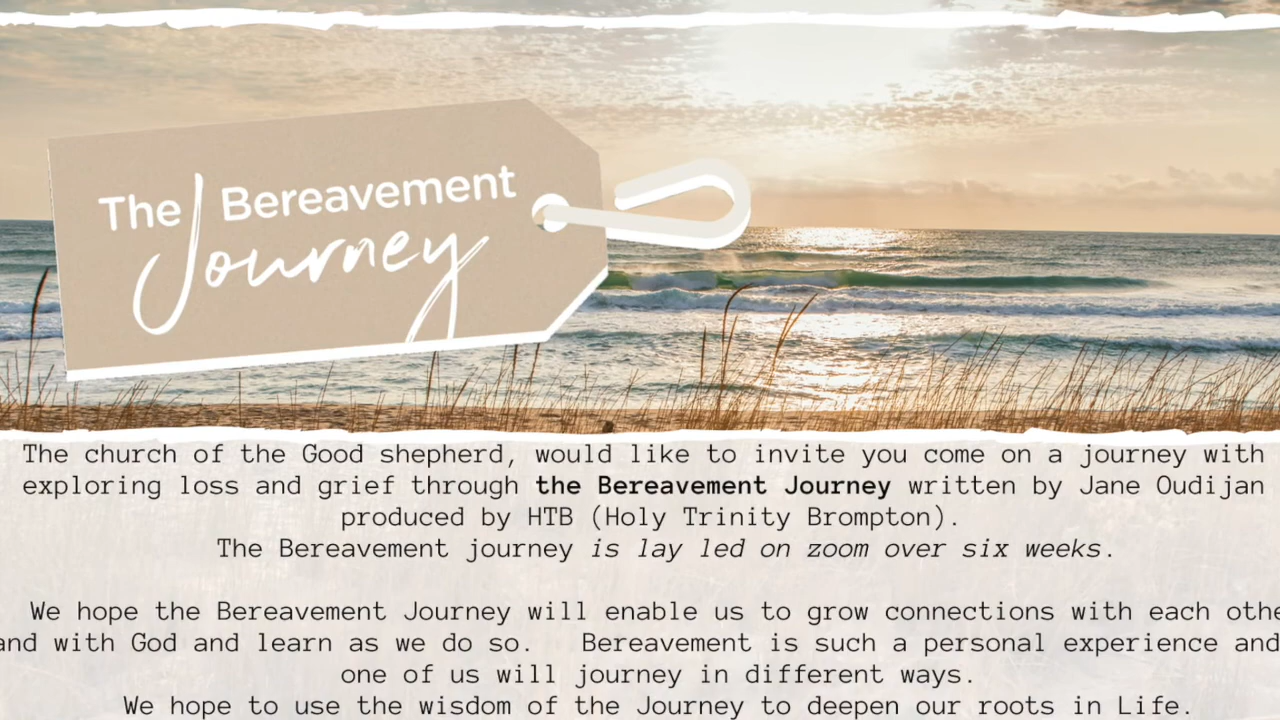 The Bereavement
Journey
The church of the Good shepherd, would like to invite you come on a journey with
exploring loss and grief through the Bereavement Journey written by Jane Oudijan
produced by HTB (Holy Trinity Brompton).
The Bereavement journey is lay led on zoom over six weeks.
We hope the Bereavement Journey will enable us to grow connections with each othe
and with God and learn as we do so. Bereavement is such a personal experience and
one of us will journey in different ways.
We hope to use the wisdom of the Journey to deepen our roots in Life.